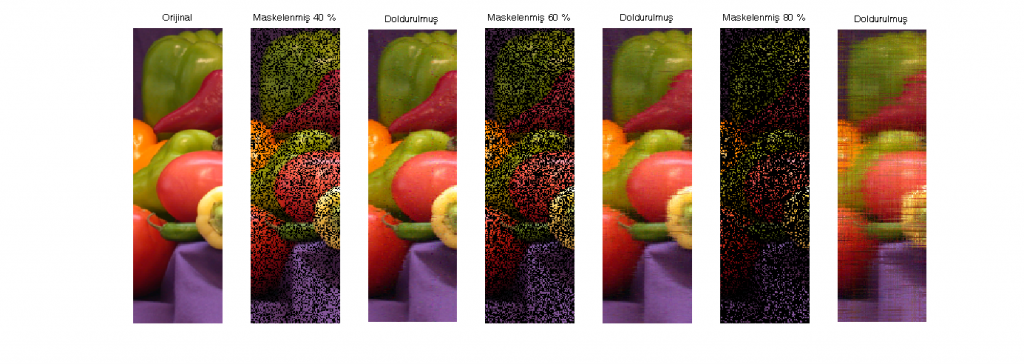 Orijinal
Maskelenmiş 40 %
Doldurulmuş
Maskelenmiş 60 %
Doldurulmuş
Maskelenmiş 80 %
Doldurulmuş